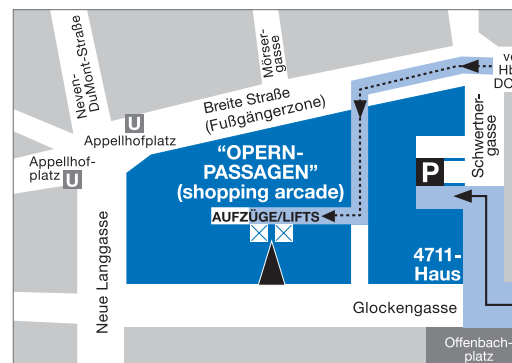 Neven-
DuMont-Straße
Mörser-
gasse
Breite Straße
(Fußgängerzone)
U
Appellhofplatz
Appellhof-
platz
U
Schwertner-
gasse
"OPERN-
PASSAGEN"
(shopping arcade)
P
AUFZÜGE/LIFTS
4711-
Haus
Neue Langgasse
Glockengasse
Offenbach-
platz